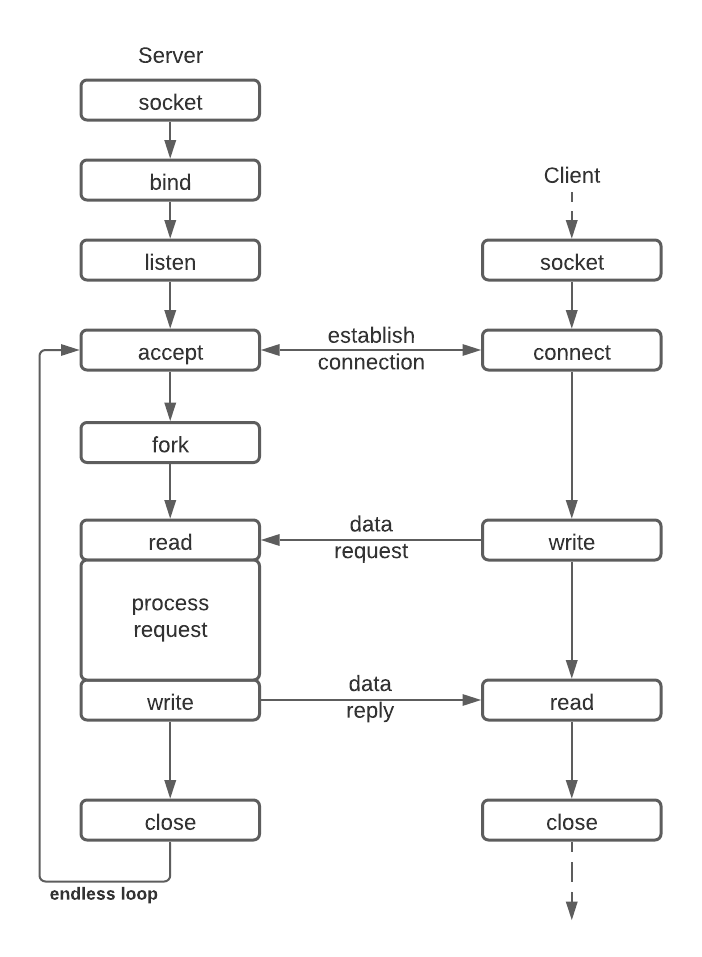 Server
socket
bind
listen
accept
fork
read
process
request
write
close
endless loop
establish
connection
data
request
data
reply
Client
socket
connect
write
read
close